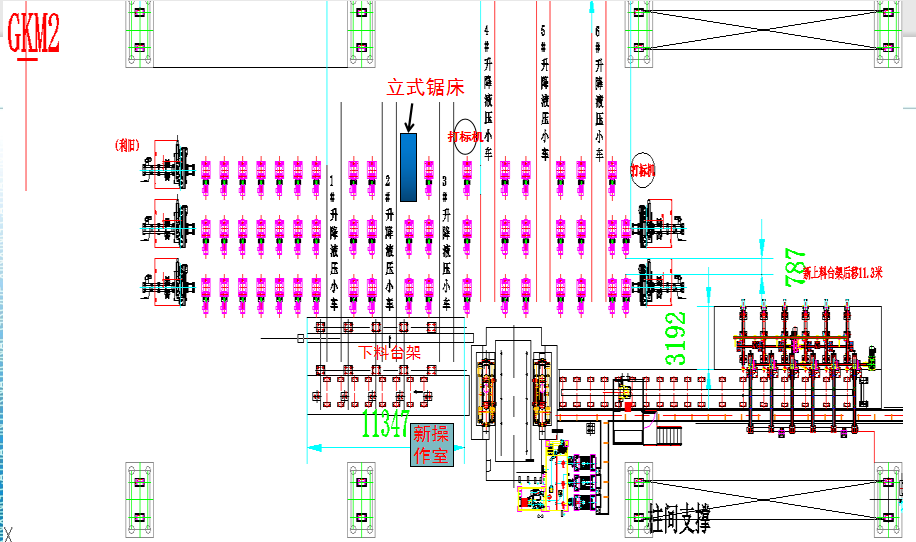 GKM2
4#升降液压小车
5#升降液压小车
6#升降液压小车
立式锯床
打标机
(利旧)
打标机
1#升降液压小车
2#升降液压小车
3#升降液压小车
787
新上料台架后移11.3米
3192
下料台架
11347
新操
作室
柱间支撑
X